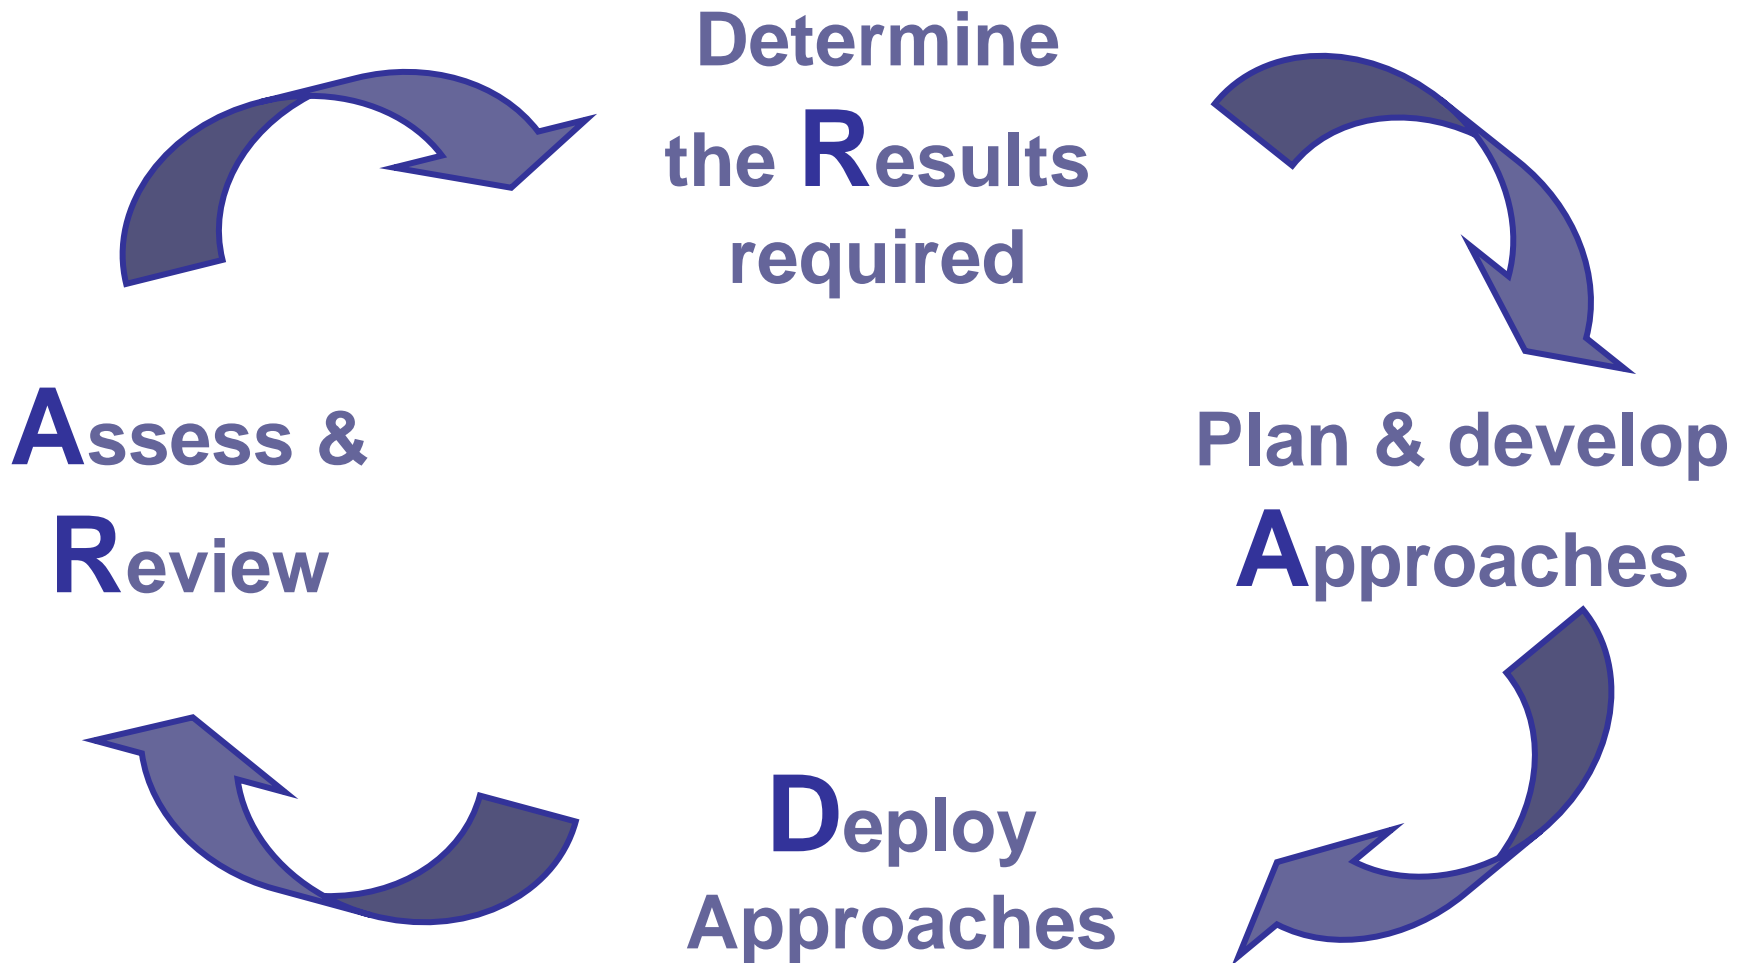 Determine
the Results
required
Plan & develop
Approaches
Deploy
Approaches
Assess &
Review